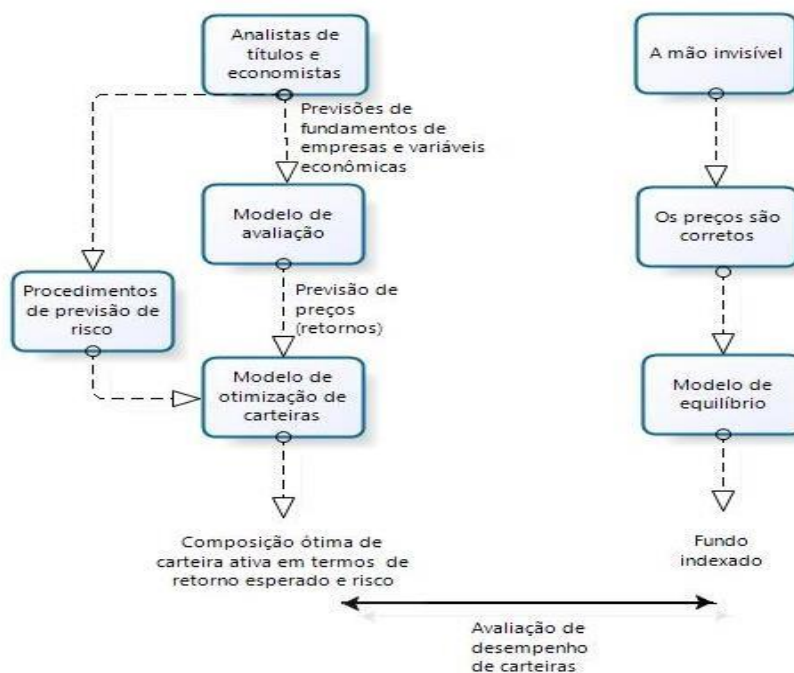 Analistas de
títulos e
economistas
A mão invisível
Previsões de
fundamentos de
empresas e variáveis
econômicas
Modelo de
avaliação
Os preços são
corretos
Procedimentos
de previsão de
risco
Previsão de
preços
(retornos)
Modelo de
otimização de
carteiras
Modelo de
equilíbrio
Composição ótima de
carteira ativa em termos de
retorno esperado e risco
Fundo
indexado
Avaliação de
desempenho
de carteiras